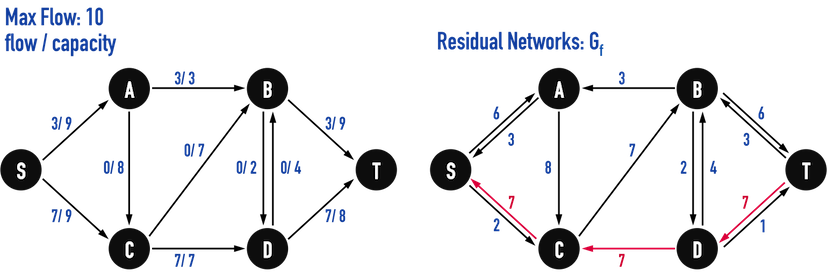 Max Flow: 10
flow / capacity
Residual Networks: Gf
A
3/ 3
B
3/ 9
0/ 8
0/ 7
0/ 2
0/ 4
3/ 9
S
T
7/ 9
7/ 8
C
7/ 7
D
A
3
B
6
3
6
3
S
8
7
2
4
T
7
2
7
1
C
7
D